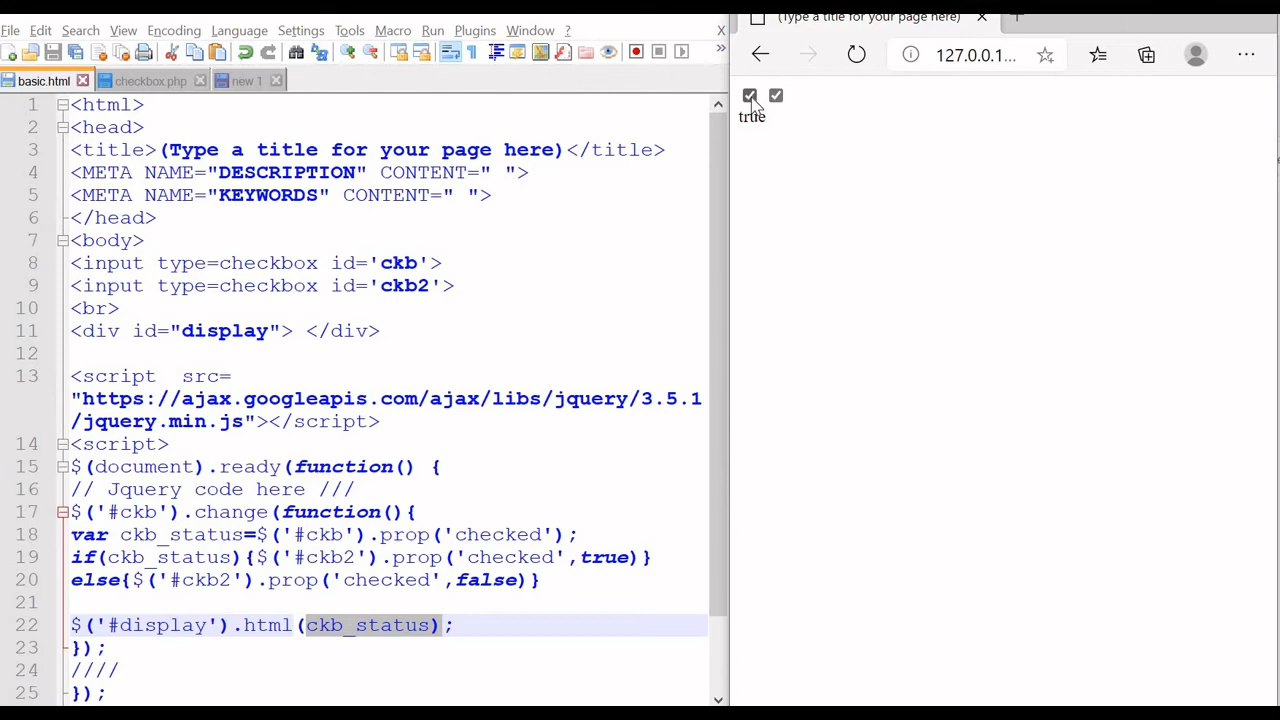 File Edit Search View Encoding Language Settings Tools Macro Run Plugins Window ? X
basic.html checkbox.php new 1
1 <html>
2 <head>
3 <title>(Type a title for your page here)</title>
4 <META NAME="DESCRIPTION" CONTENT=" ">
5 <META NAME="KEYWORDS" CONTENT=" ">
6 </head>
7 <body>
8 <input type=checkbox id='ckb'>
9 <input type=checkbox id='ckb2'>
10 <br>
11 <div id="display"> </div>
12
13 <script src=
"https://ajax.googleapis.com/ajax/libs/jquery/3.5.1
/jquery.min.js"></script>
14 <script>
15 $(document).ready(function() {
16 // Jquery code here ///
17 $('#ckb').change(function(){
18 var ckb_status=$('#ckb').prop('checked');
19 if(ckb_status){$('#ckb2').prop('checked',true)}
20 else{$('#ckb2').prop('checked',false)}
21
22 $('#display').html(ckb_status);
23 });
24 ////
25 });
(Type a title for your page here)
127.0.0.1...
true